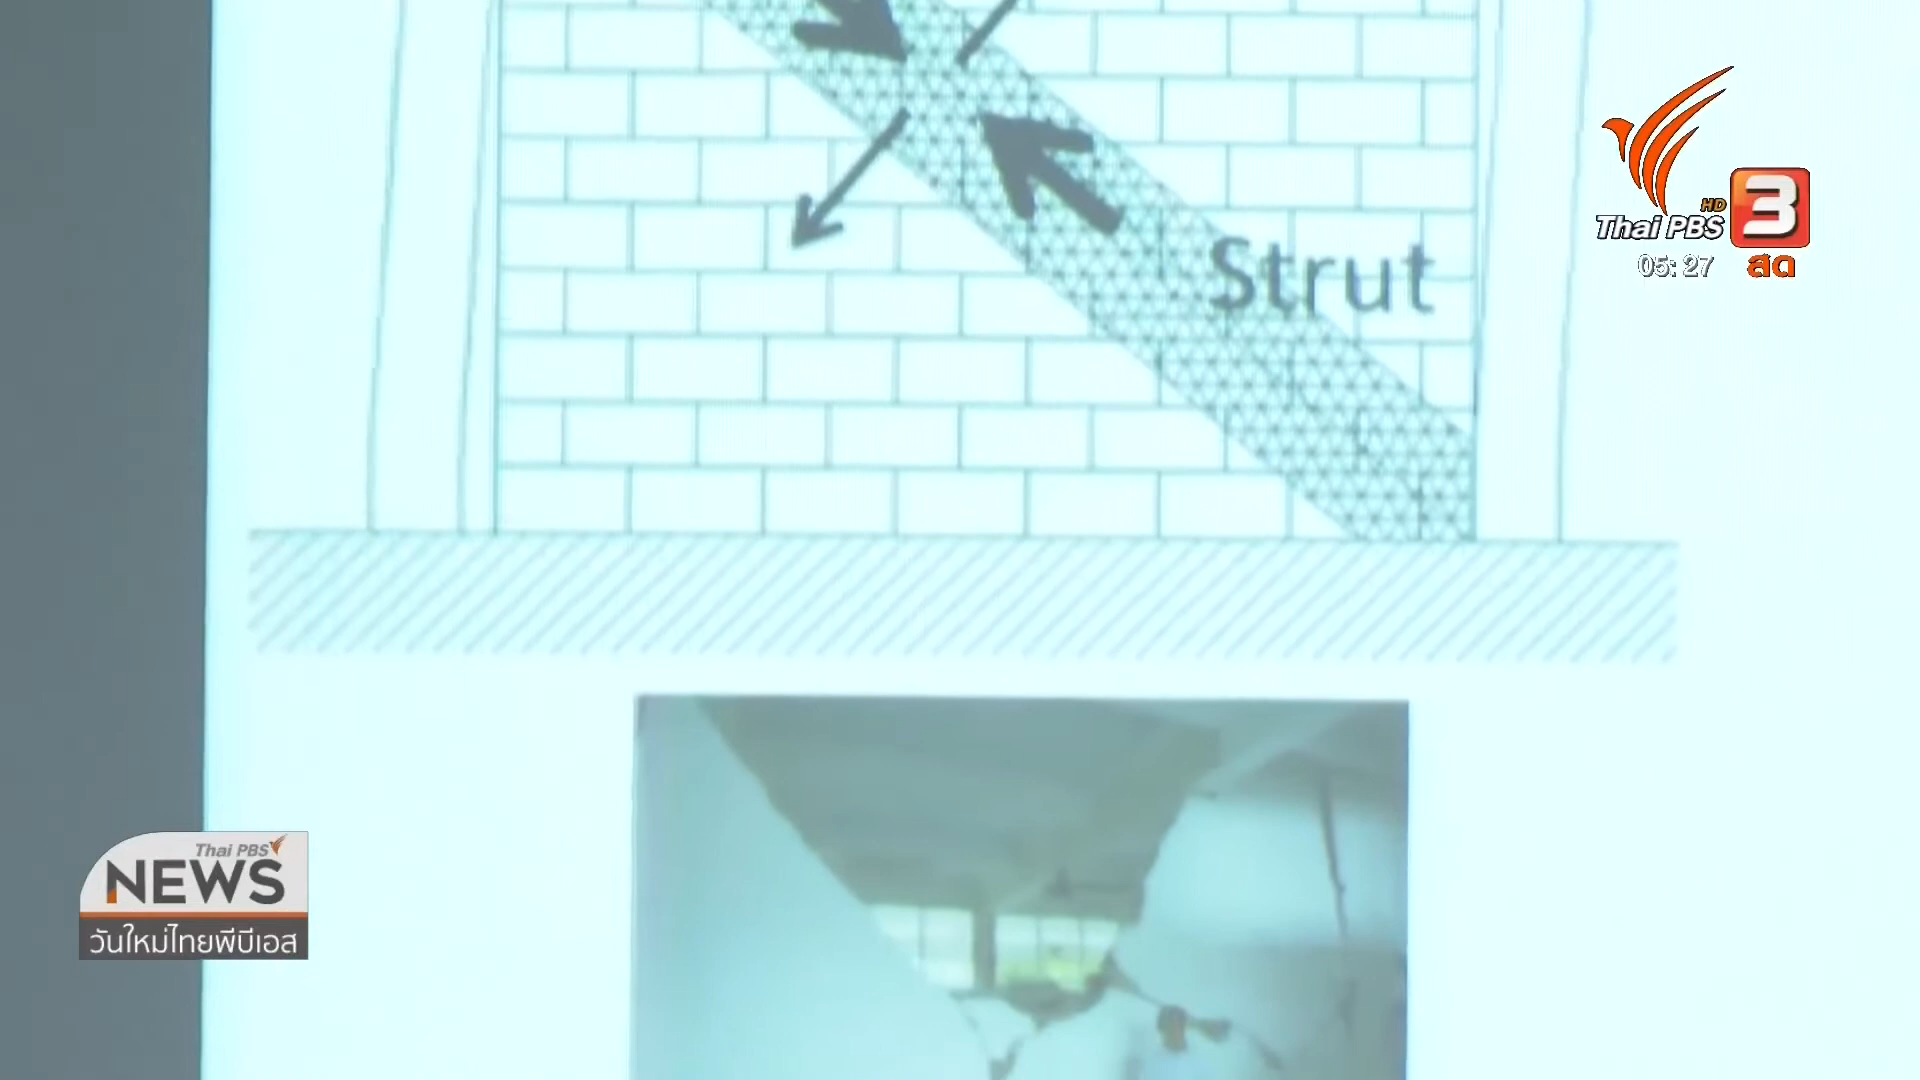 Strut
HD
Thai PBS 3
05:27 สด
Thai PBS
NEWS
วันใหม่ไทยพีบีเอส